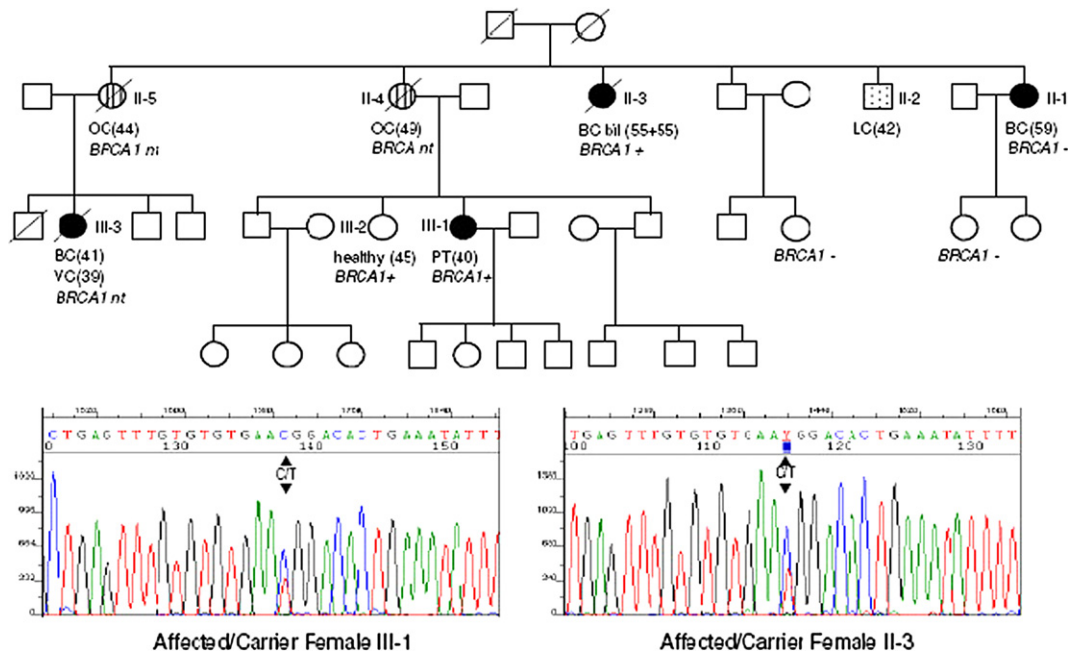 II-5
II-4
II-3
II-2
II-1
OC(44)
BRCA1 nt
OC(49)
BRCA nt
BC bil (55+55)
BRCA1 +
LC(42)
BC(59)
BRCA1 -
III-3
III-2
III-1
BC(41)
VC(39)
BRCA1 nt
healthy (45)
BRCA1+
PT(40)
BRCA1+
BRCA1 -
BRCA1 -
C T G A G T T T G T G T G T G A A C G G A C A C T G A A A T A T T T
130 140 150
C/T
T G A G T T T G T G T G T G A A Y G G A C A C T G A A A T A T T T T
100 110 120 130
C/T
Affected/Carrier Female III-1
Affected/Carrier Female II-3